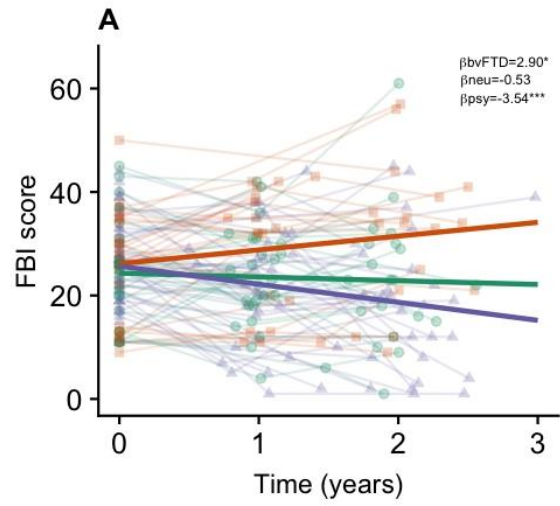 A
βbvFTD=2.90*
βneu=-0.53
βpsy=-3.54***
60
40
20
0
FBI score
0 1 2 3
Time (years)